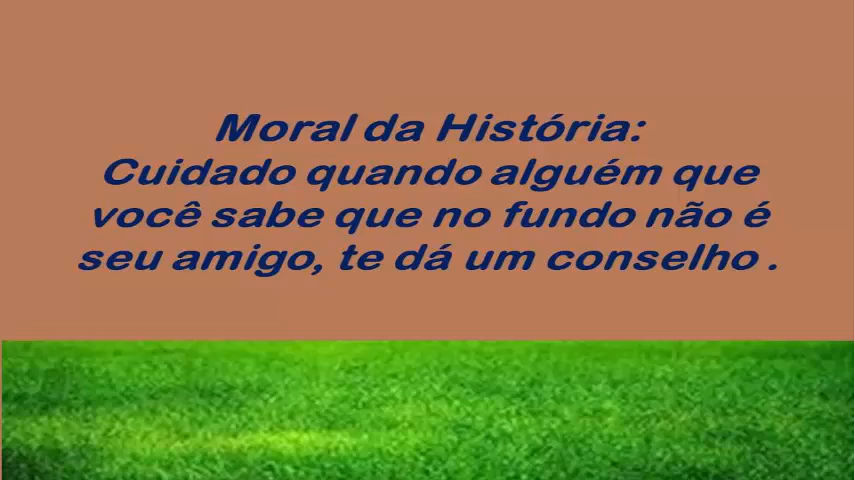 Moral da História:
Cuidado quando alguém que
você sabe que no fundo não é
seu amigo, te dá um conselho .